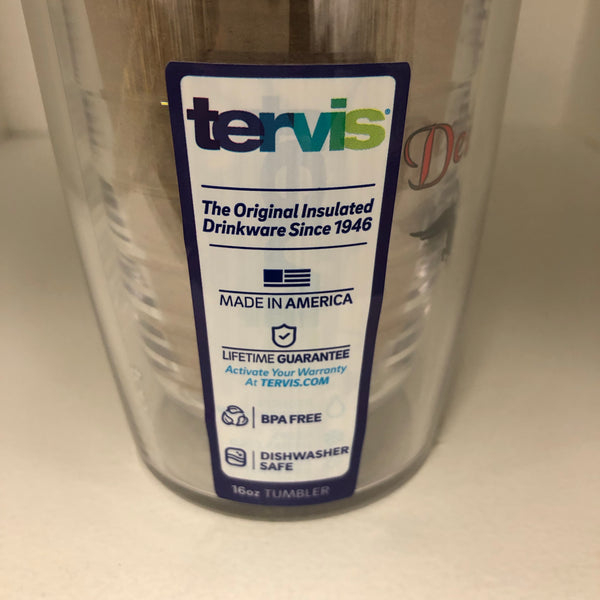 tervis
The Original Insulated
Drinkware Since 1946
MADE IN AMERICA
LIFETIME GUARANTEE
Activate Your Warranty
At TERVIS.COM
BPA FREE
DISHWASHER
SAFE
16oz TUMBLER